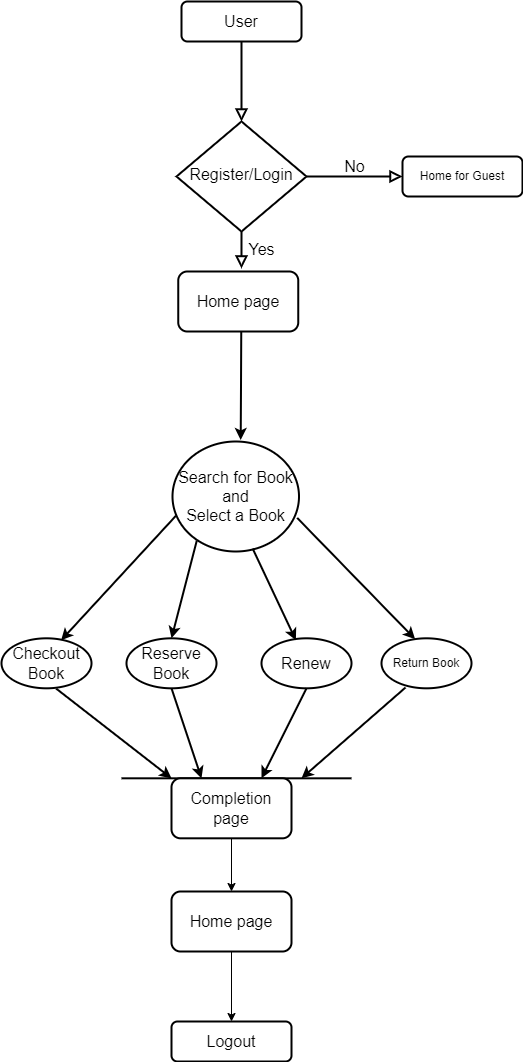 User
Register/Login
No
Home for Guest
Yes
Home page
Search for Book
and
Select a Book
Checkout
Book
Reserve
Book
Renew
Return Book
Completion
page
Home page
Logout